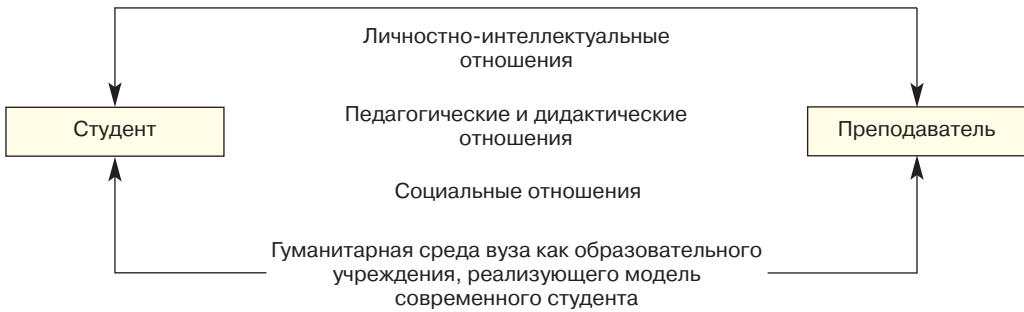 Личностно-интеллектуальные
отношения
Студент
Педагогические и дидактические
отношения
Преподаватель
Социальные отношения
Гуманитарная среда вуза как образовательного
учреждения, реализующего модель
современного студента